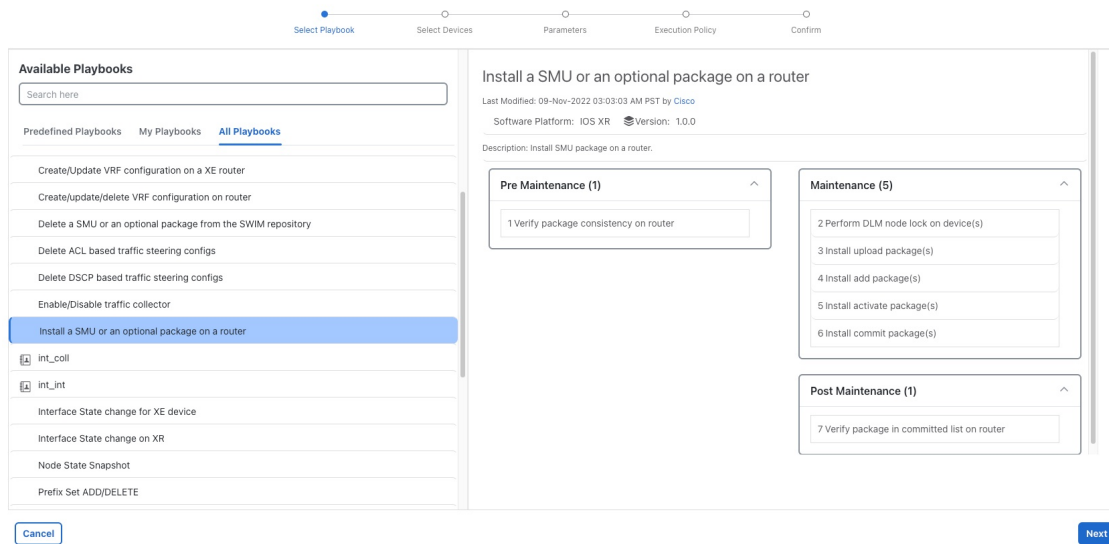 Select Playbook
Select Devices
Parameters
Execution Policy
Confirm
Available Playbooks
Search here
Predefined Playbooks My Playbooks All Playbooks
Create/Update VRF configuration on a XE router
Create/update/delete VRF configuration on router
Delete a SMU or an optional package from the SWIM repository
Delete ACL based traffic steering configs
Delete DSCP based traffic steering configs
Enable/Disable traffic collector
Install a SMU or an optional package on a router
int_coll
int_int
Interface State change for XE device
Interface State change on XR
Node State Snapshot
Prefix Set ADD/DELETE
Install a SMU or an optional package on a router
Last Modified: 09-Nov-2022 03:03:03 AM PST by Cisco
Software Platform: IOS XR Version: 1.0.0
Description: Install SMU package on a router.
Pre Maintenance (1)
1 Verify package consistency on router
Maintenance (5)
2 Perform DLM node lock on device(s)
3 Install upload package(s)
4 Install add package(s)
5 Install activate package(s)
6 Install commit package(s)
Post Maintenance (1)
7 Verify package in committed list on router
Cancel
Next